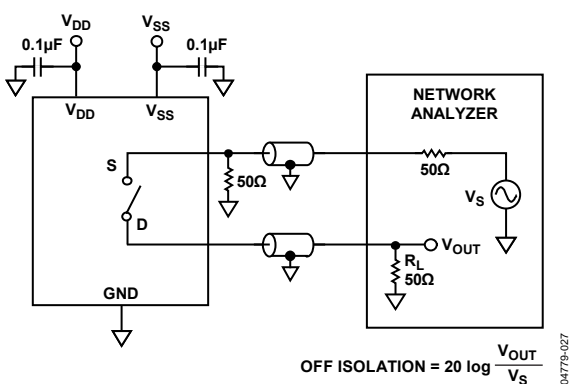 VDD
VSS
0.1µF
0.1µF
VDD
VSS
NETWORK
ANALYZER
S
50Ω
50Ω
VS
D
VOUT
RL
50Ω
GND
OFF ISOLATION = 20 log VOUT
VS
04779-027